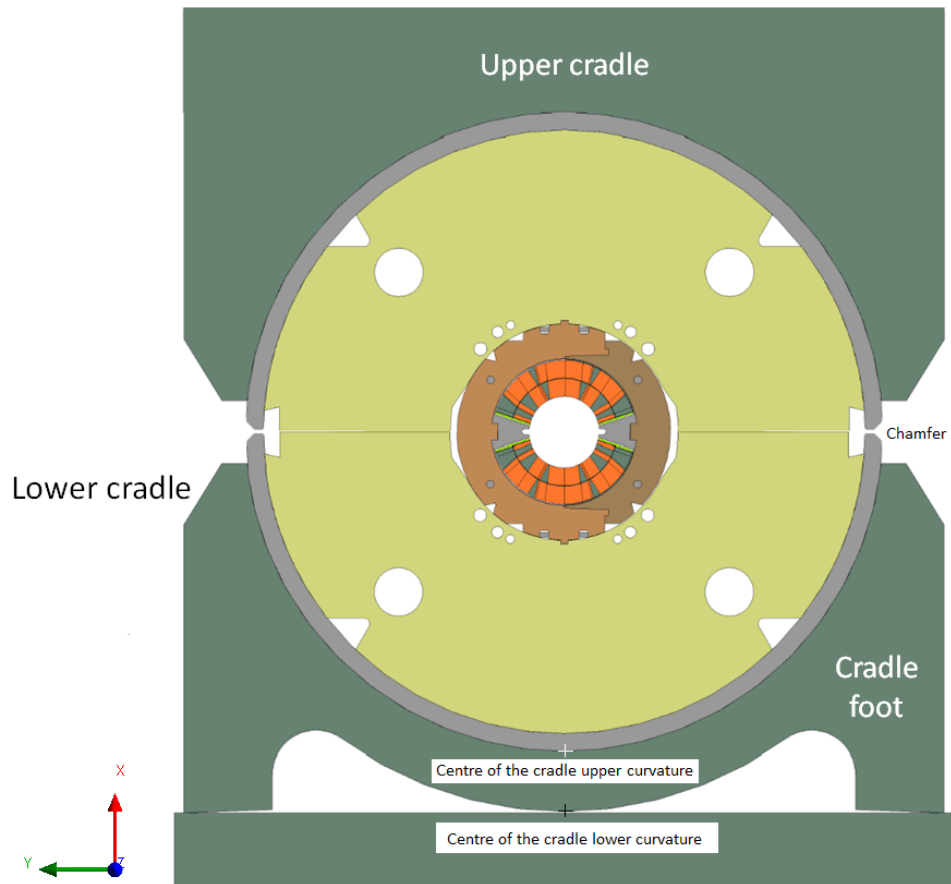 Upper cradle
Chamfer
Lower cradle
Cradle
foot
Centre of the cradle upper curvature
X
Centre of the cradle lower curvature
Y
Z